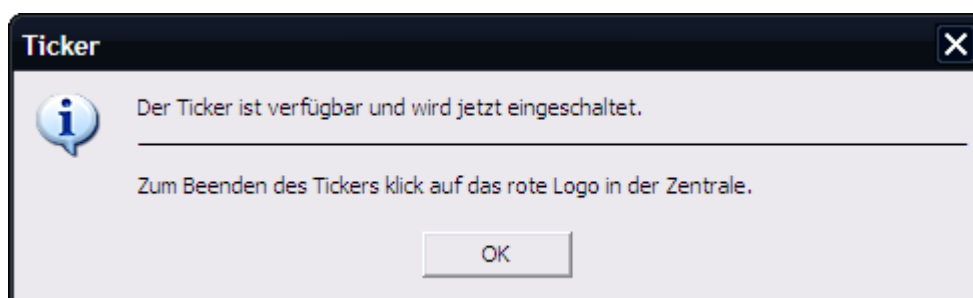 Ticker
Der Ticker ist verfügbar und wird jetzt eingeschaltet.
Zum Beenden des Tickers klick auf das rote Logo in der Zentrale.
OK